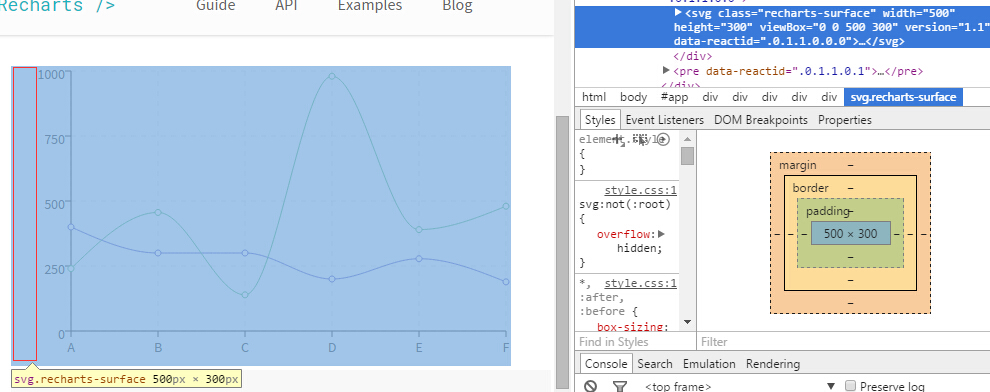 Recharts />
Guide API Examples Blog
1000
750
500
250
0
A B C D E F
svg.recharts-surface 500px × 300px
▶<svg class="recharts-surface" width="500"
height="300" viewBox="0 0 500 300" version="1.1"
data-reactid=".0.1.1.0.0.0">…</svg>
</div>
▶<pre data-reactid=".0.1.1.0.1">…</pre>
</div>
html body #app div div div div svg.recharts-surface
Styles Event Listeners DOM Breakpoints Properties
element.style
{
}
style.css:1
svg:not(:root)
{
overflow:▶
hidden;
}
*, style.css:1
:after,
:before {
box-sizing:
Find in Styles
Filter
margin –
border –
padding–
– – – 500 × 300 – – –
–
–
–
Console Search Emulation Rendering
<top frame> ▼ Preserve log